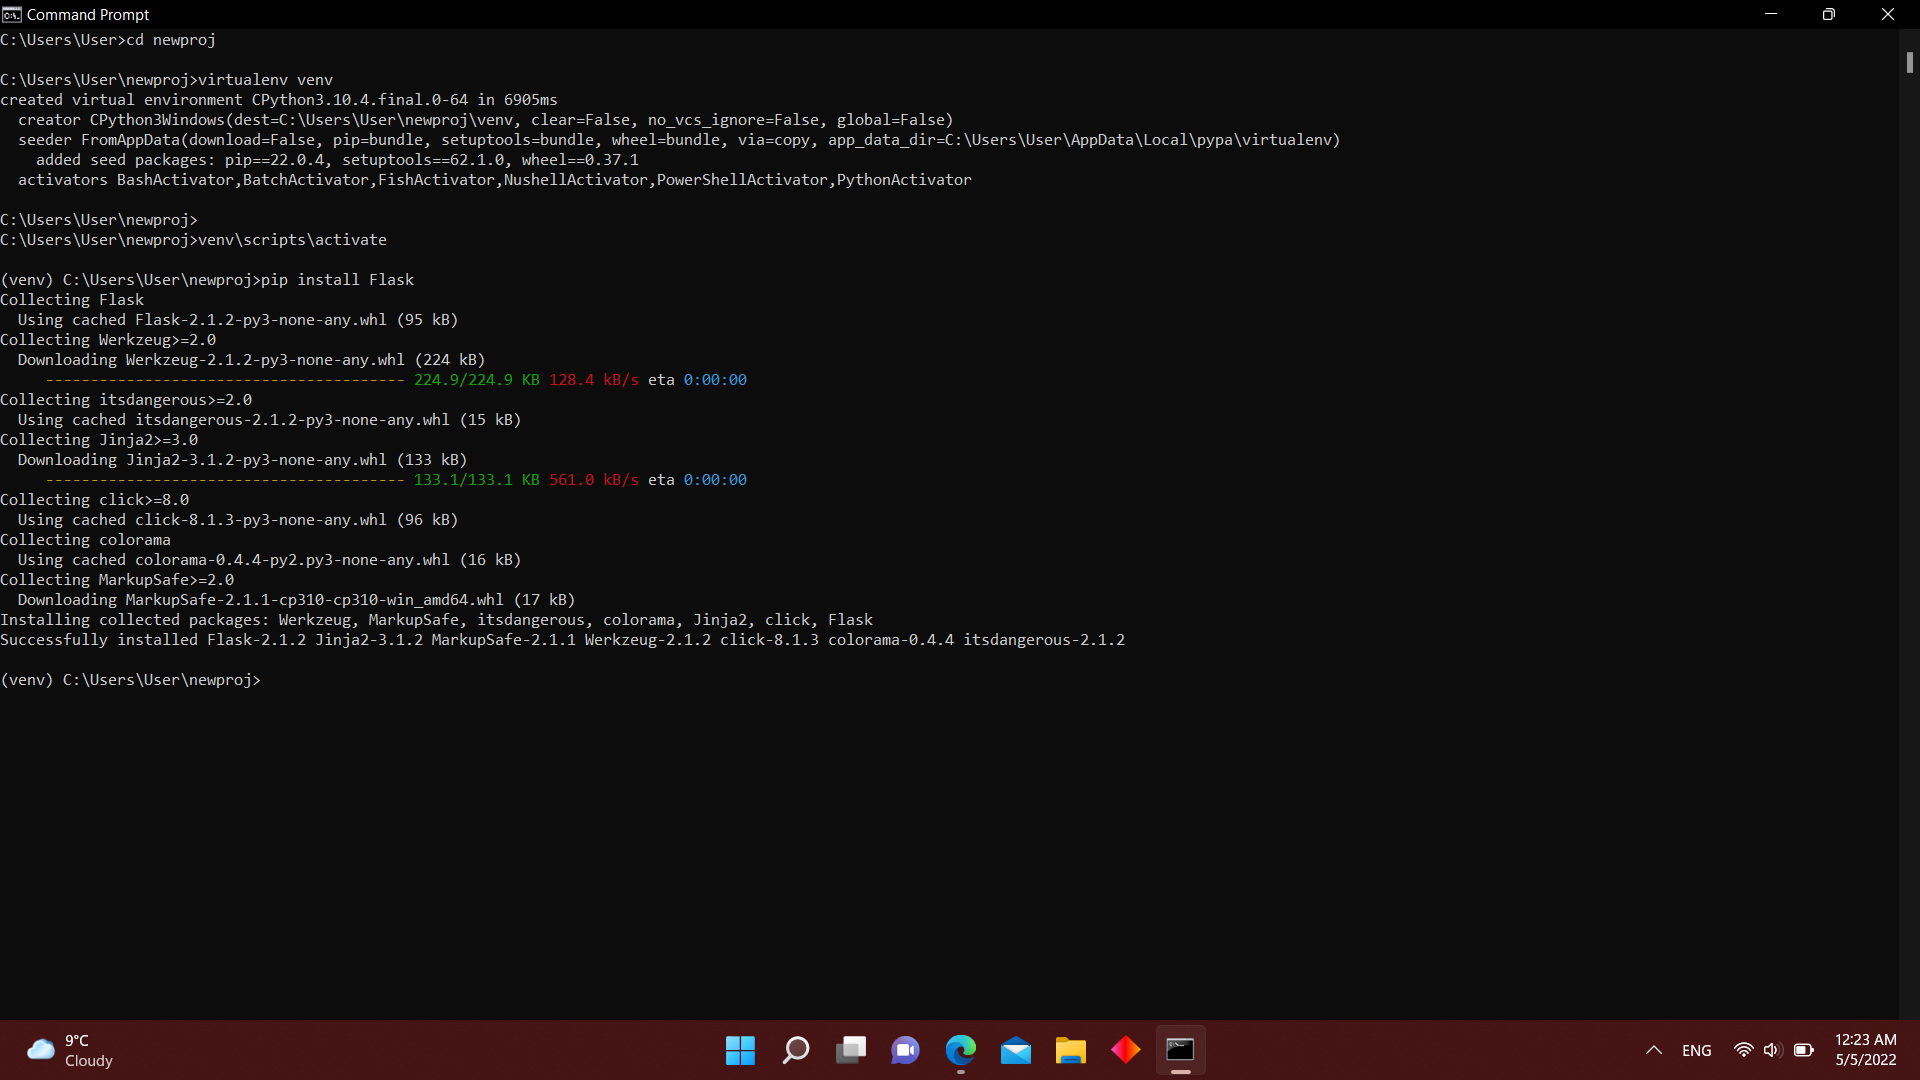 Command Prompt
C:\Users\User>cd newproj
C:\Users\User\newproj>virtualenv venv
created virtual environment CPython3.10.4.final.0-64 in 6905ms
  creator CPython3Windows(dest=C:\Users\User\newproj\venv, clear=False, no_vcs_ignore=False, global=False)
  seeder FromAppData(download=False, pip=bundle, setuptools=bundle, wheel=bundle, via=copy, app_data_dir=C:\Users\User\AppData\Local\pypa\virtualenv)
    added seed packages: pip==22.0.4, setuptools==62.1.0, wheel==0.37.1
  activators BashActivator,BatchActivator,FishActivator,NushellActivator,PowerShellActivator,PythonActivator
C:\Users\User\newproj>
C:\Users\User\newproj>venv\scripts\activate
(venv) C:\Users\User\newproj>pip install Flask
Collecting Flask
  Using cached Flask-2.1.2-py3-none-any.whl (95 kB)
Collecting Werkzeug>=2.0
  Downloading Werkzeug-2.1.2-py3-none-any.whl (224 kB)
     ---------------------------------------- 224.9/224.9 KB 128.4 kB/s eta 0:00:00
Collecting itsdangerous>=2.0
  Using cached itsdangerous-2.1.2-py3-none-any.whl (15 kB)
Collecting Jinja2>=3.0
  Downloading Jinja2-3.1.2-py3-none-any.whl (133 kB)
     ---------------------------------------- 133.1/133.1 KB 561.0 kB/s eta 0:00:00
Collecting click>=8.0
  Using cached click-8.1.3-py3-none-any.whl (96 kB)
Collecting colorama
  Using cached colorama-0.4.4-py2.py3-none-any.whl (16 kB)
Collecting MarkupSafe>=2.0
  Downloading MarkupSafe-2.1.1-cp310-cp310-win_amd64.whl (17 kB)
Installing collected packages: Werkzeug, MarkupSafe, itsdangerous, colorama, Jinja2, click, Flask
Successfully installed Flask-2.1.2 Jinja2-3.1.2 MarkupSafe-2.1.1 Werkzeug-2.1.2 click-8.1.3 colorama-0.4.4 itsdangerous-2.1.2
(venv) C:\Users\User\newproj>
9°C
Cloudy
ENG
12:23 AM
5/5/2022